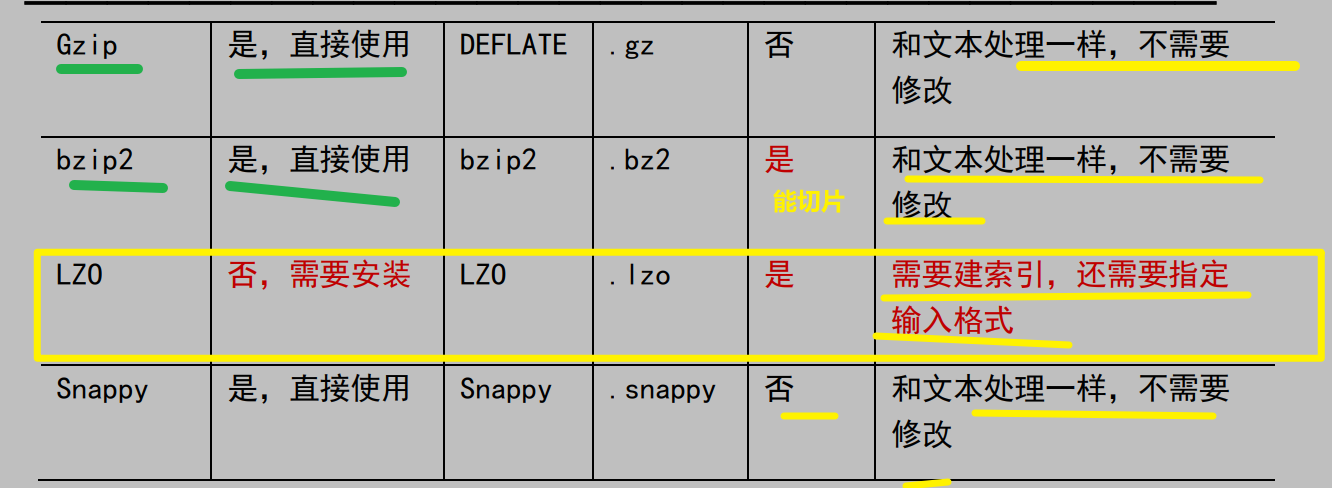 Gzip 是，直接使用 DEFLATE .gz 否 和文本处理一样，不需要
修改
bzip2 是，直接使用 bzip2 .bz2 是 和文本处理一样，不需要
能切片 修改
LZO 否，需要安装 LZO .lzo 是 需要建索引，还需要指定
输入格式
Snappy 是，直接使用 Snappy .snappy 否 和文本处理一样，不需要
修改